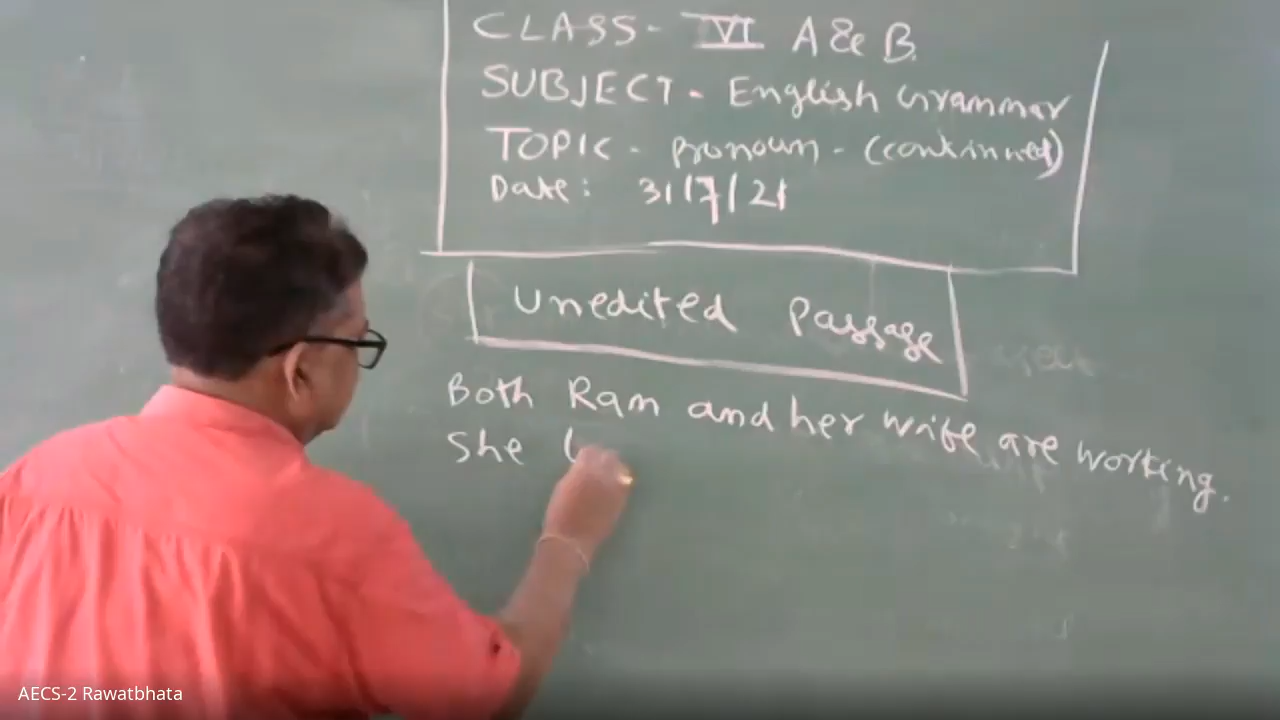 CLASS - VI A & B.
SUBJECT - English Grammar
TOPIC - Pronoun - (continued)
Date: 31/7/21
Unedited Passage
Both Ram and her wife are working.
She
AECS-2 Rawatbhata